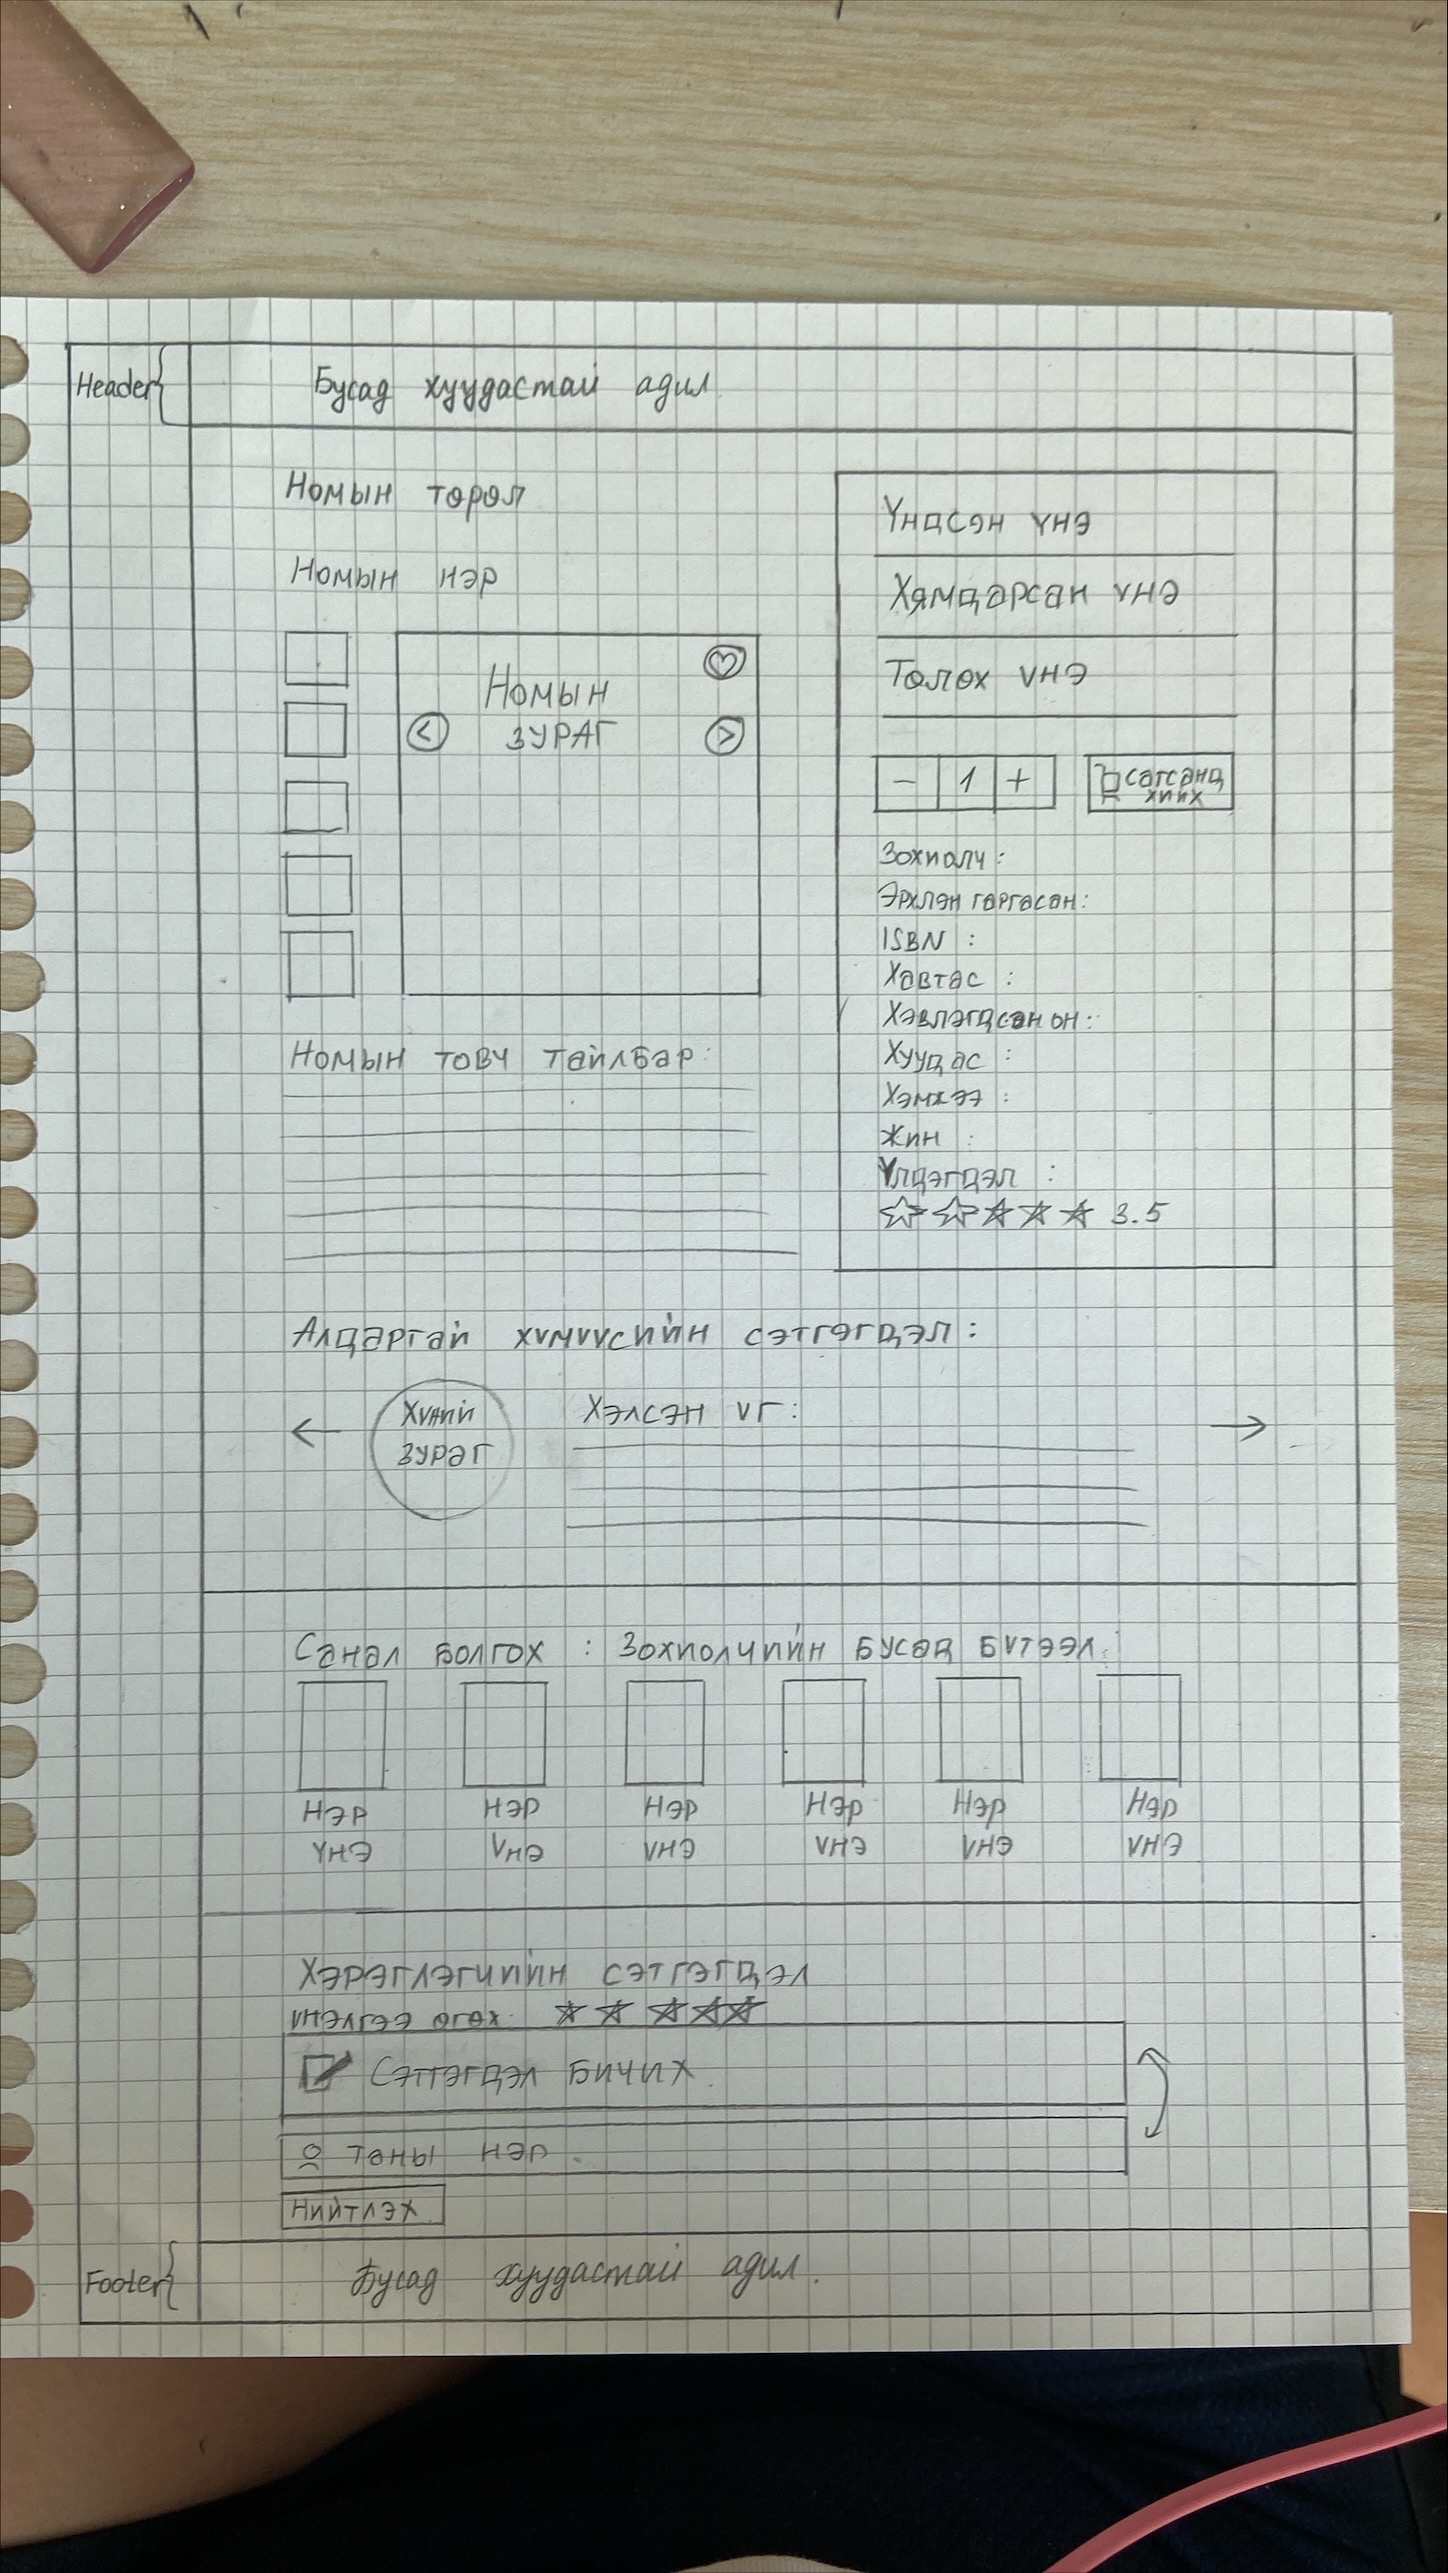 Header
Бусад хуудастай адил
Номын төрөл
Номын нэр
Номын
ЗУРАГ
<
>
Номын товч тайлбар:
Үндсэн үнэ
Хямдарсан үнэ
Төлөх үнэ
- 1 +
сагсанд
хийх
Зохиолч:
Эрхлэн гаргасан:
ISBN :
Хавтас :
Хэвлэгдсэн он:
Хуудас :
Хэмжээ :
Жин :
Үлдэгдэл :
3.5
Алдартай хүмүүсийн сэтгэгдэл:
←
Хүний
зураг
Хэлсэн үг:
→
Санал болгох : Зохиолчийн бусад бүтээл:
Нэр Нэр Нэр Нэр Нэр Нэр
Үнэ Үнэ Үнэ Үнэ Үнэ Үнэ
Хэрэглэгчийн сэтгэгдэл
үнэлгээ өгөх
Сэтгэгдэл бичих.
Таны нэр.
Нийтлэх
Footer
Бусад хуудастай адил.